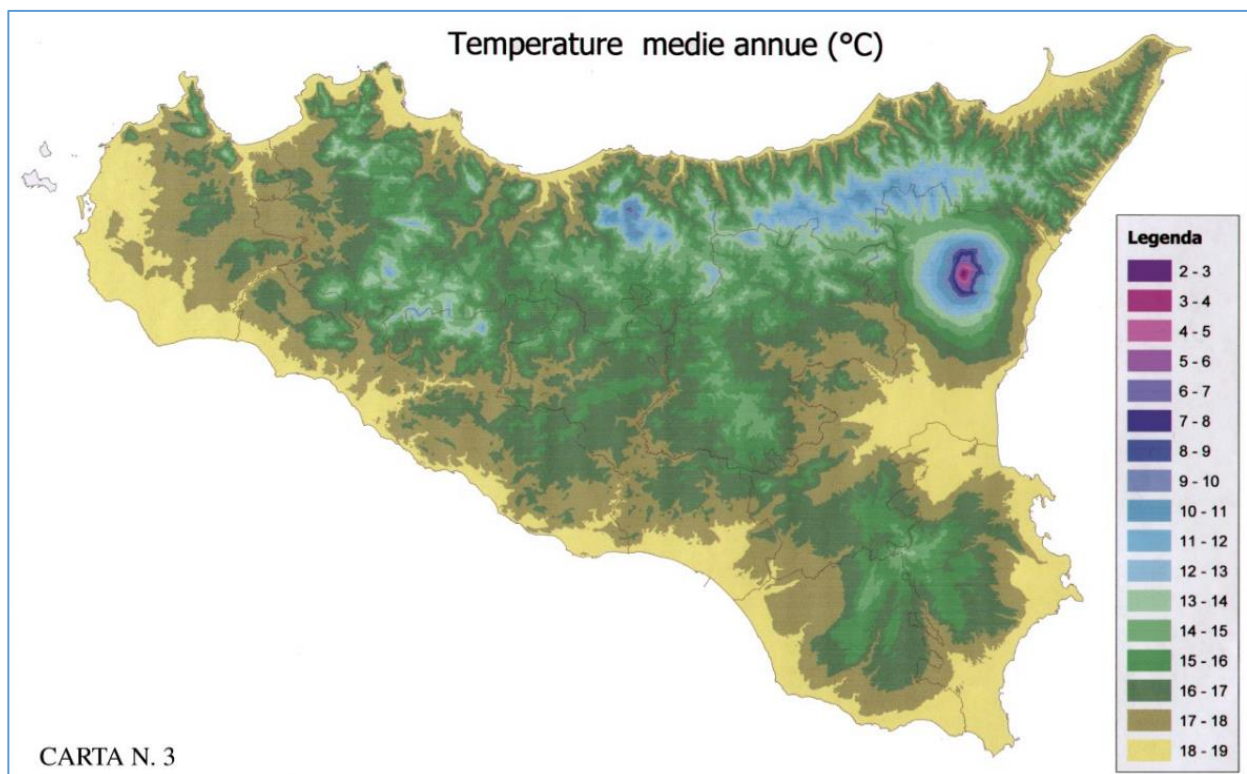 Temperature medie annue (°C)
Legenda
2 - 3
3 - 4
4 - 5
5 - 6
6 - 7
7 - 8
8 - 9
9 - 10
10 - 11
11 - 12
12 - 13
13 - 14
14 - 15
15 - 16
16 - 17
17 - 18
18 - 19
CARTA N. 3